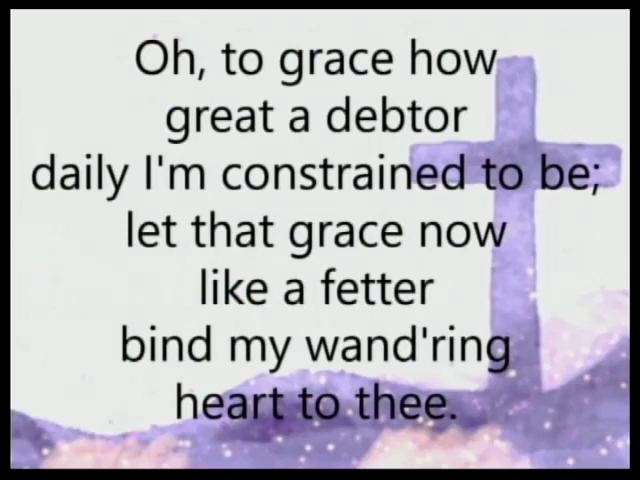 Oh, to grace how
great a debtor
daily I'm constrained to be;
let that grace now
like a fetter
bind my wand'ring
heart to thee.